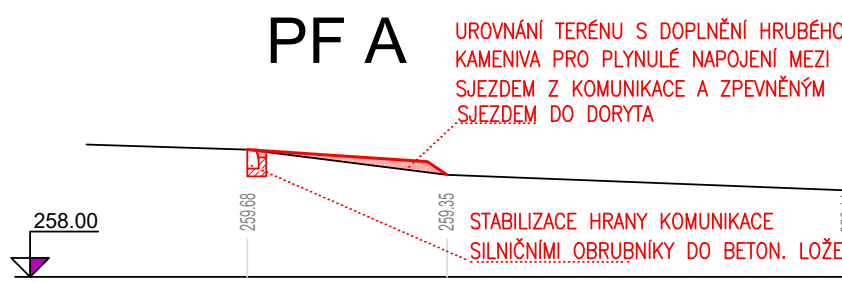 PF A
UROVNÁNÍ TERÉNU S DOPLNĚNÍ HRUBÉHO
KAMENIVA PRO PLYNULÉ NAPOJENÍ MEZI
SJEZDEM Z KOMUNIKACE A ZPEVNĚNÝM
SJEZDEM DO DORYTA
258.00
259.68
259.35
STABILIZACE HRANY KOMUNIKACE
SILNIČNÍMI OBRUBNÍKY DO BETON. LOŽE